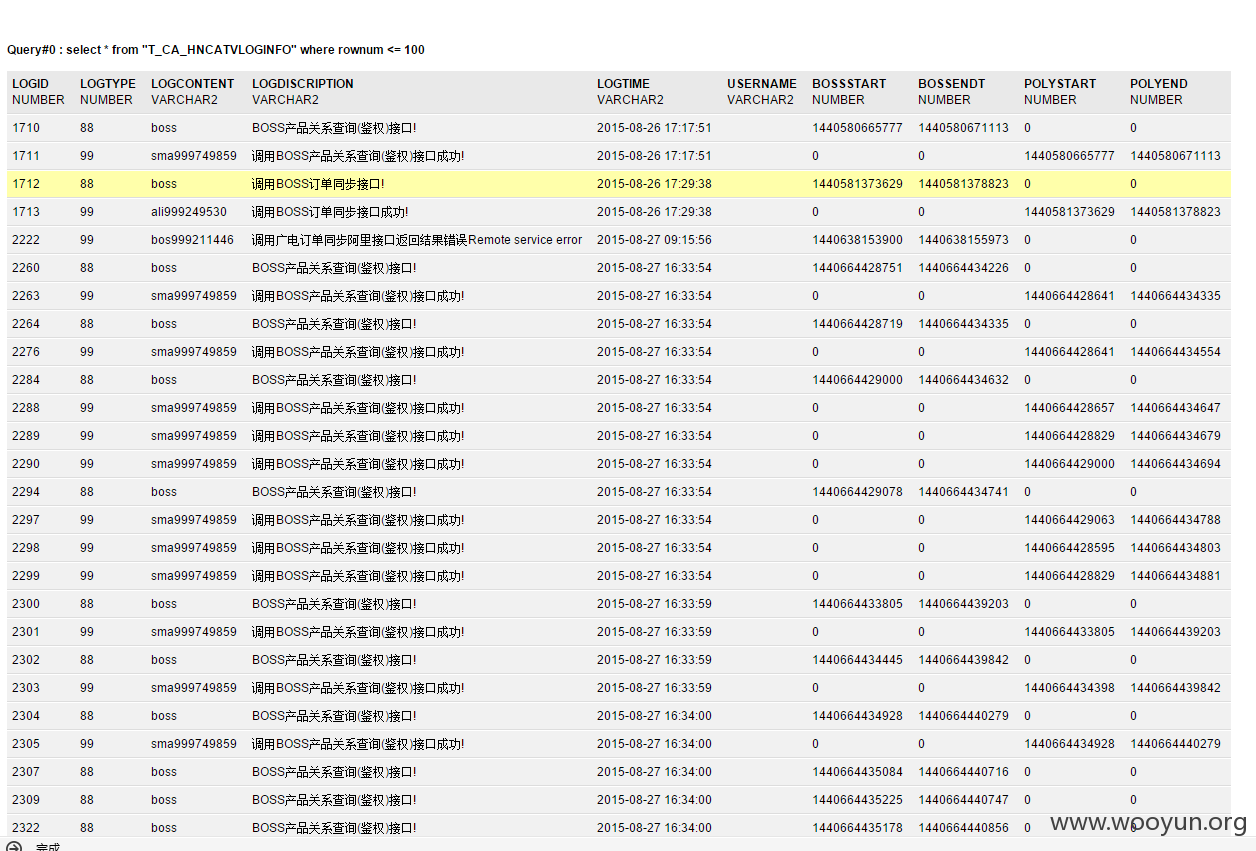 Query#0 : select * from "T_CA_HNCATVLOGINFO" where rownum <= 100
LOGID LOGTYPE LOGCONTENT LOGDISCRIPTION LOGTIME USERNAME BOSSSTART BOSSENDT POLYSTART POLYEND
NUMBER NUMBER VARCHAR2 VARCHAR2 VARCHAR2 VARCHAR2 NUMBER NUMBER NUMBER NUMBER
1710 88 boss BOSS产品关系查询(鉴权)接口! 2015-08-26 17:17:51 1440580665777 1440580671113 0 0
1711 99 sma999749859 调用BOSS产品关系查询(鉴权)接口成功! 2015-08-26 17:17:51 0 0 1440580665777 1440580671113
1712 88 boss 调用BOSS订单同步接口! 2015-08-26 17:29:38 1440581373629 1440581378823 0 0
1713 99 ali999249530 调用BOSS订单同步接口成功! 2015-08-26 17:29:38 0 0 1440581373629 1440581378823
2222 99 bos999211446 调用广电订单同步阿里接口返回结果错误Remote service error 2015-08-27 09:15:56 1440638153900 1440638155973 0 0
2260 88 boss BOSS产品关系查询(鉴权)接口! 2015-08-27 16:33:54 1440664428751 1440664434226 0 0
2263 99 sma999749859 调用BOSS产品关系查询(鉴权)接口成功! 2015-08-27 16:33:54 0 0 1440664428641 1440664434335
2264 88 boss BOSS产品关系查询(鉴权)接口! 2015-08-27 16:33:54 1440664428719 1440664434335 0 0
2276 99 sma999749859 调用BOSS产品关系查询(鉴权)接口成功! 2015-08-27 16:33:54 0 0 1440664428641 1440664434554
2284 88 boss BOSS产品关系查询(鉴权)接口! 2015-08-27 16:33:54 1440664429000 1440664434632 0 0
2288 99 sma999749859 调用BOSS产品关系查询(鉴权)接口成功! 2015-08-27 16:33:54 0 0 1440664428657 1440664434647
2289 99 sma999749859 调用BOSS产品关系查询(鉴权)接口成功! 2015-08-27 16:33:54 0 0 1440664428829 1440664434679
2290 99 sma999749859 调用BOSS产品关系查询(鉴权)接口成功! 2015-08-27 16:33:54 0 0 1440664429000 1440664434694
2294 88 boss BOSS产品关系查询(鉴权)接口! 2015-08-27 16:33:54 1440664429078 1440664434741 0 0
2297 99 sma999749859 调用BOSS产品关系查询(鉴权)接口成功! 2015-08-27 16:33:54 0 0 1440664429063 1440664434788
2298 99 sma999749859 调用BOSS产品关系查询(鉴权)接口成功! 2015-08-27 16:33:54 0 0 1440664428595 1440664434803
2299 99 sma999749859 调用BOSS产品关系查询(鉴权)接口成功! 2015-08-27 16:33:54 0 0 1440664428829 1440664434881
2300 88 boss BOSS产品关系查询(鉴权)接口! 2015-08-27 16:33:59 1440664433805 1440664439203 0 0
2301 99 sma999749859 调用BOSS产品关系查询(鉴权)接口成功! 2015-08-27 16:33:59 0 0 1440664433805 1440664439203
2302 88 boss BOSS产品关系查询(鉴权)接口! 2015-08-27 16:33:59 1440664434445 1440664439842 0 0
2303 99 sma999749859 调用BOSS产品关系查询(鉴权)接口成功! 2015-08-27 16:33:59 0 0 1440664434398 1440664439842
2304 88 boss BOSS产品关系查询(鉴权)接口! 2015-08-27 16:34:00 1440664434928 1440664440279 0 0
2305 99 sma999749859 调用BOSS产品关系查询(鉴权)接口成功! 2015-08-27 16:34:00 0 0 1440664434928 1440664440279
2307 88 boss BOSS产品关系查询(鉴权)接口! 2015-08-27 16:34:00 1440664435084 1440664440716 0 0
2309 88 boss BOSS产品关系查询(鉴权)接口! 2015-08-27 16:34:00 1440664435225 1440664440747 0 0
2322 88 boss BOSS产品关系查询(鉴权)接口! 2015-08-27 16:34:00 1440664435178 1440664440856 0 0
www.wooyun.org
完成